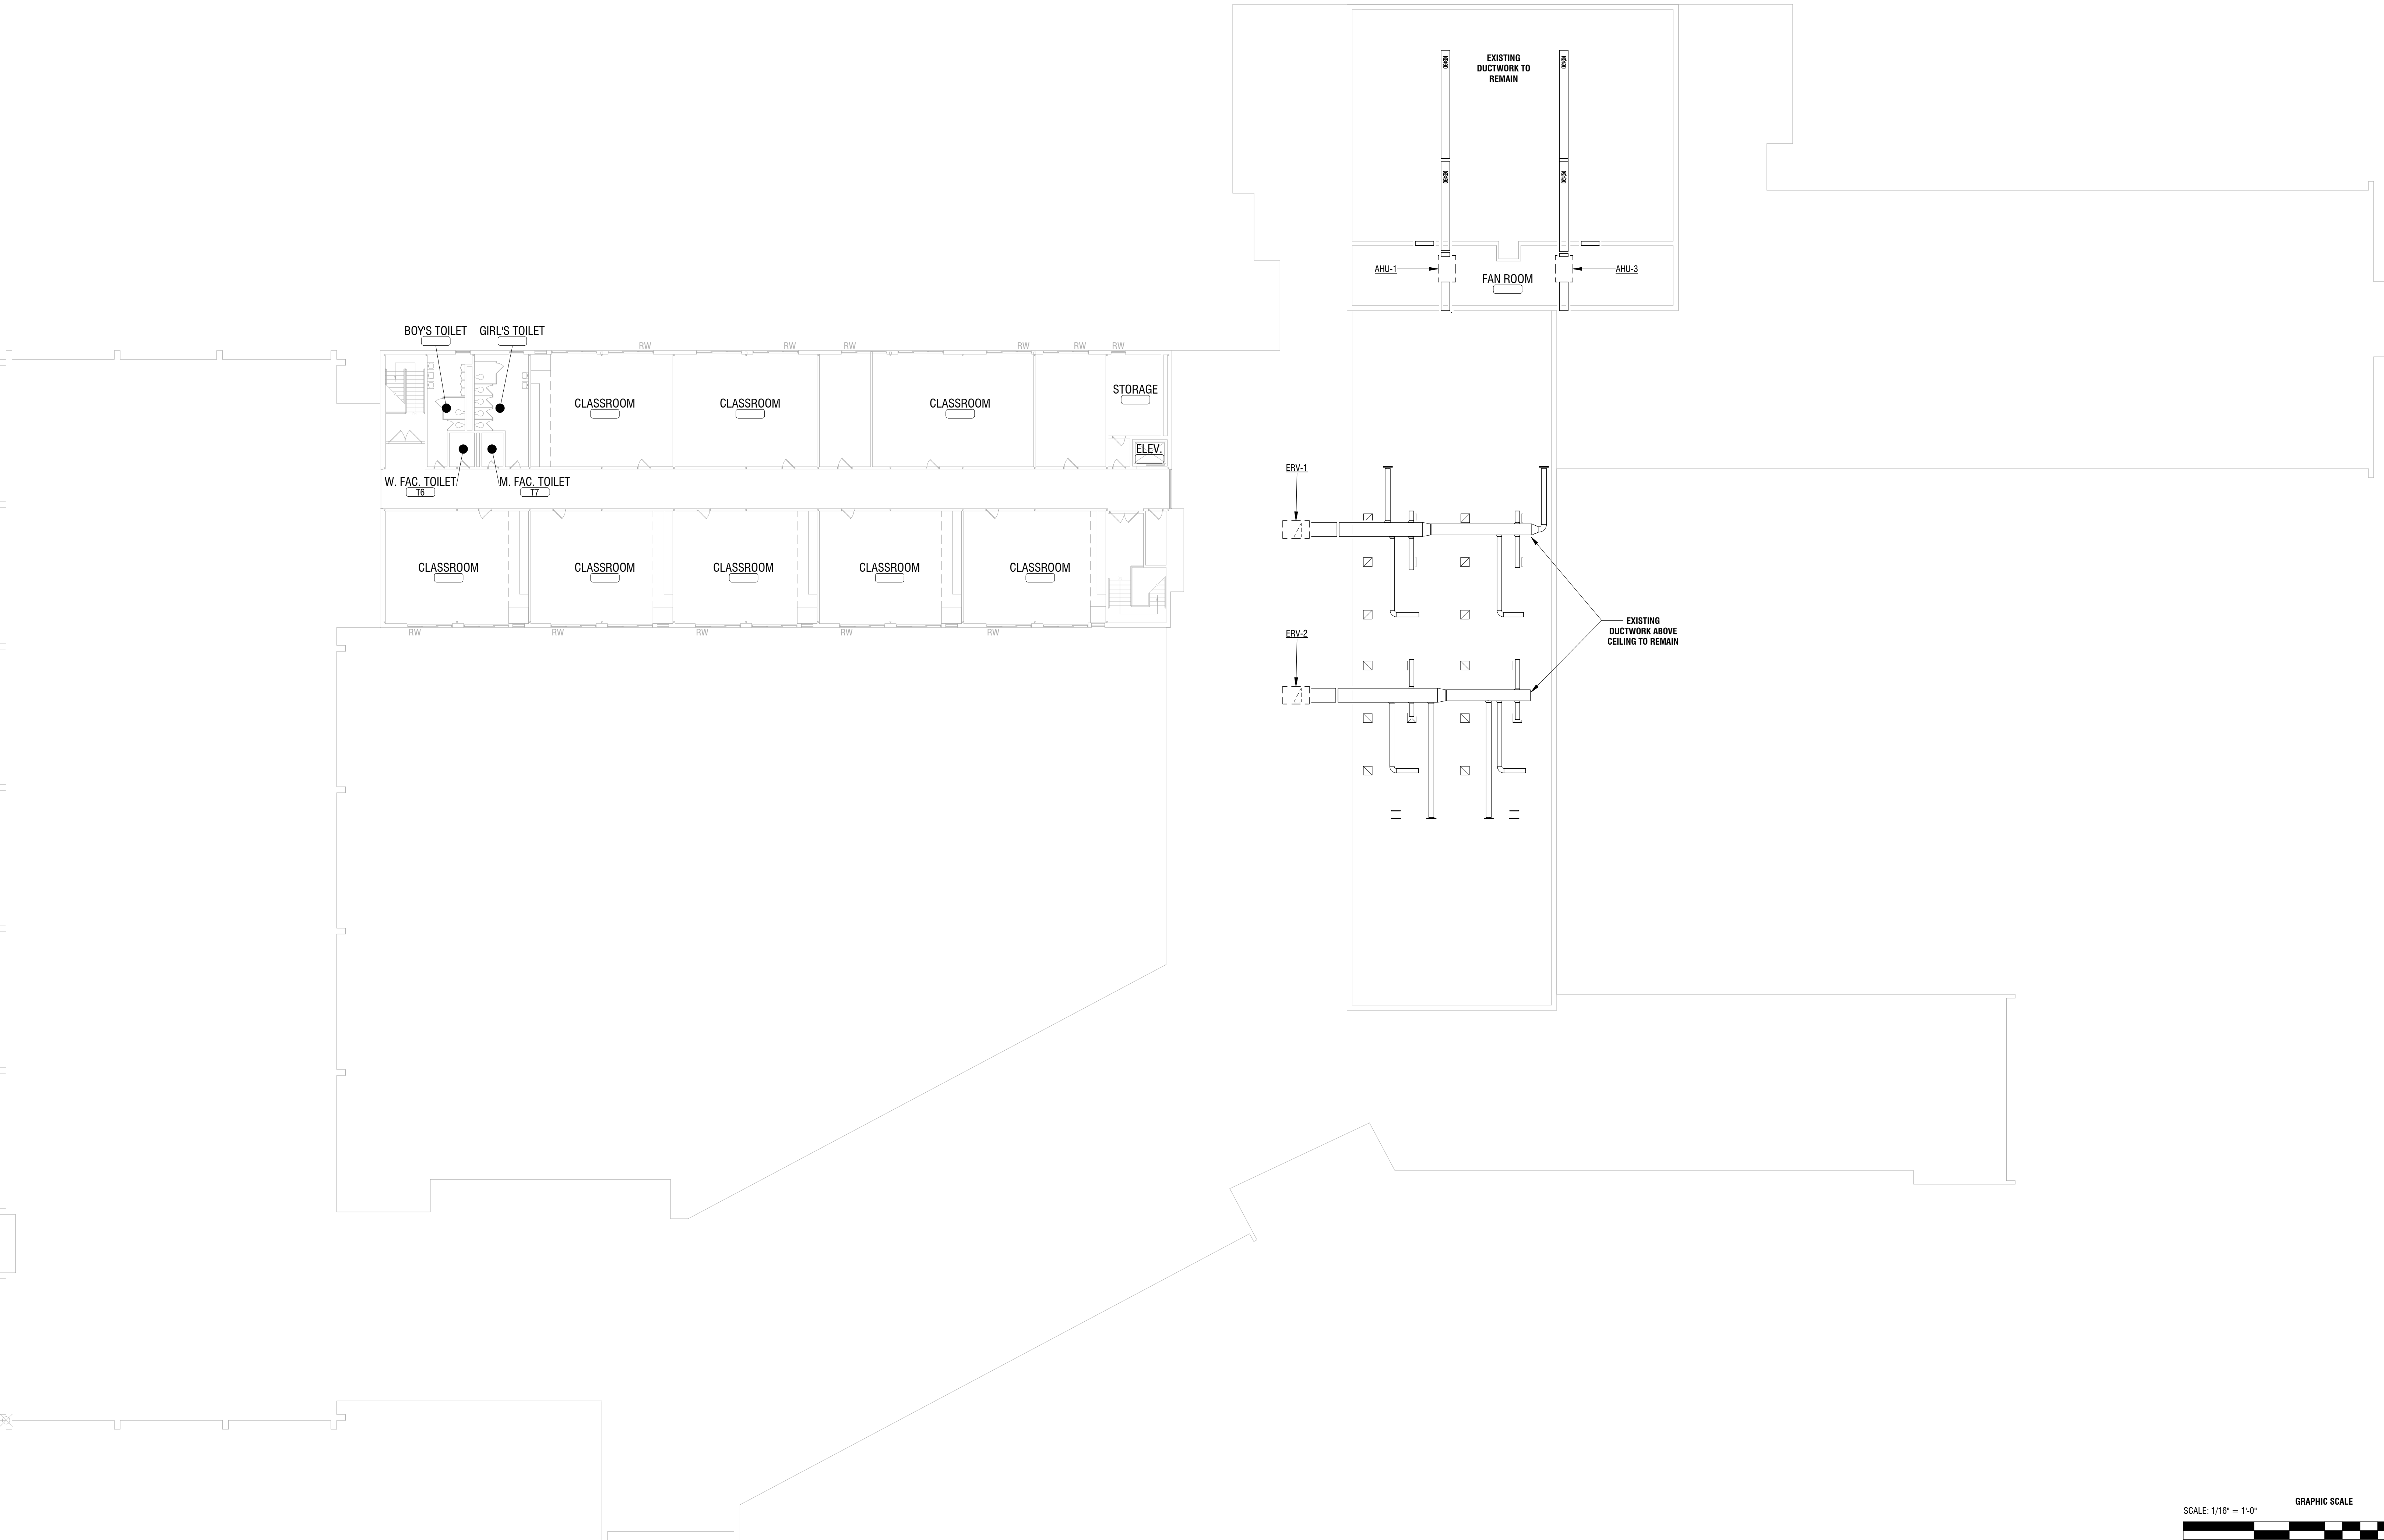 EXISTING
DUCTWORK TO
REMAIN
AHU-1
AHU-3
FAN ROOM
BOY'S TOILET
GIRL'S TOILET
RW
RW
RW
RW
RW
RW
CLASSROOM
CLASSROOM
CLASSROOM
STORAGE
ELEV.
W. FAC. TOILET
T6
M. FAC. TOILET
T7
ERV-1
CLASSROOM
CLASSROOM
CLASSROOM
CLASSROOM
CLASSROOM
RW
RW
RW
RW
RW
ERV-2
EXISTING
DUCTWORK ABOVE
CEILING TO REMAIN
GRAPHIC SCALE
SCALE: 1/16" = 1'-0"